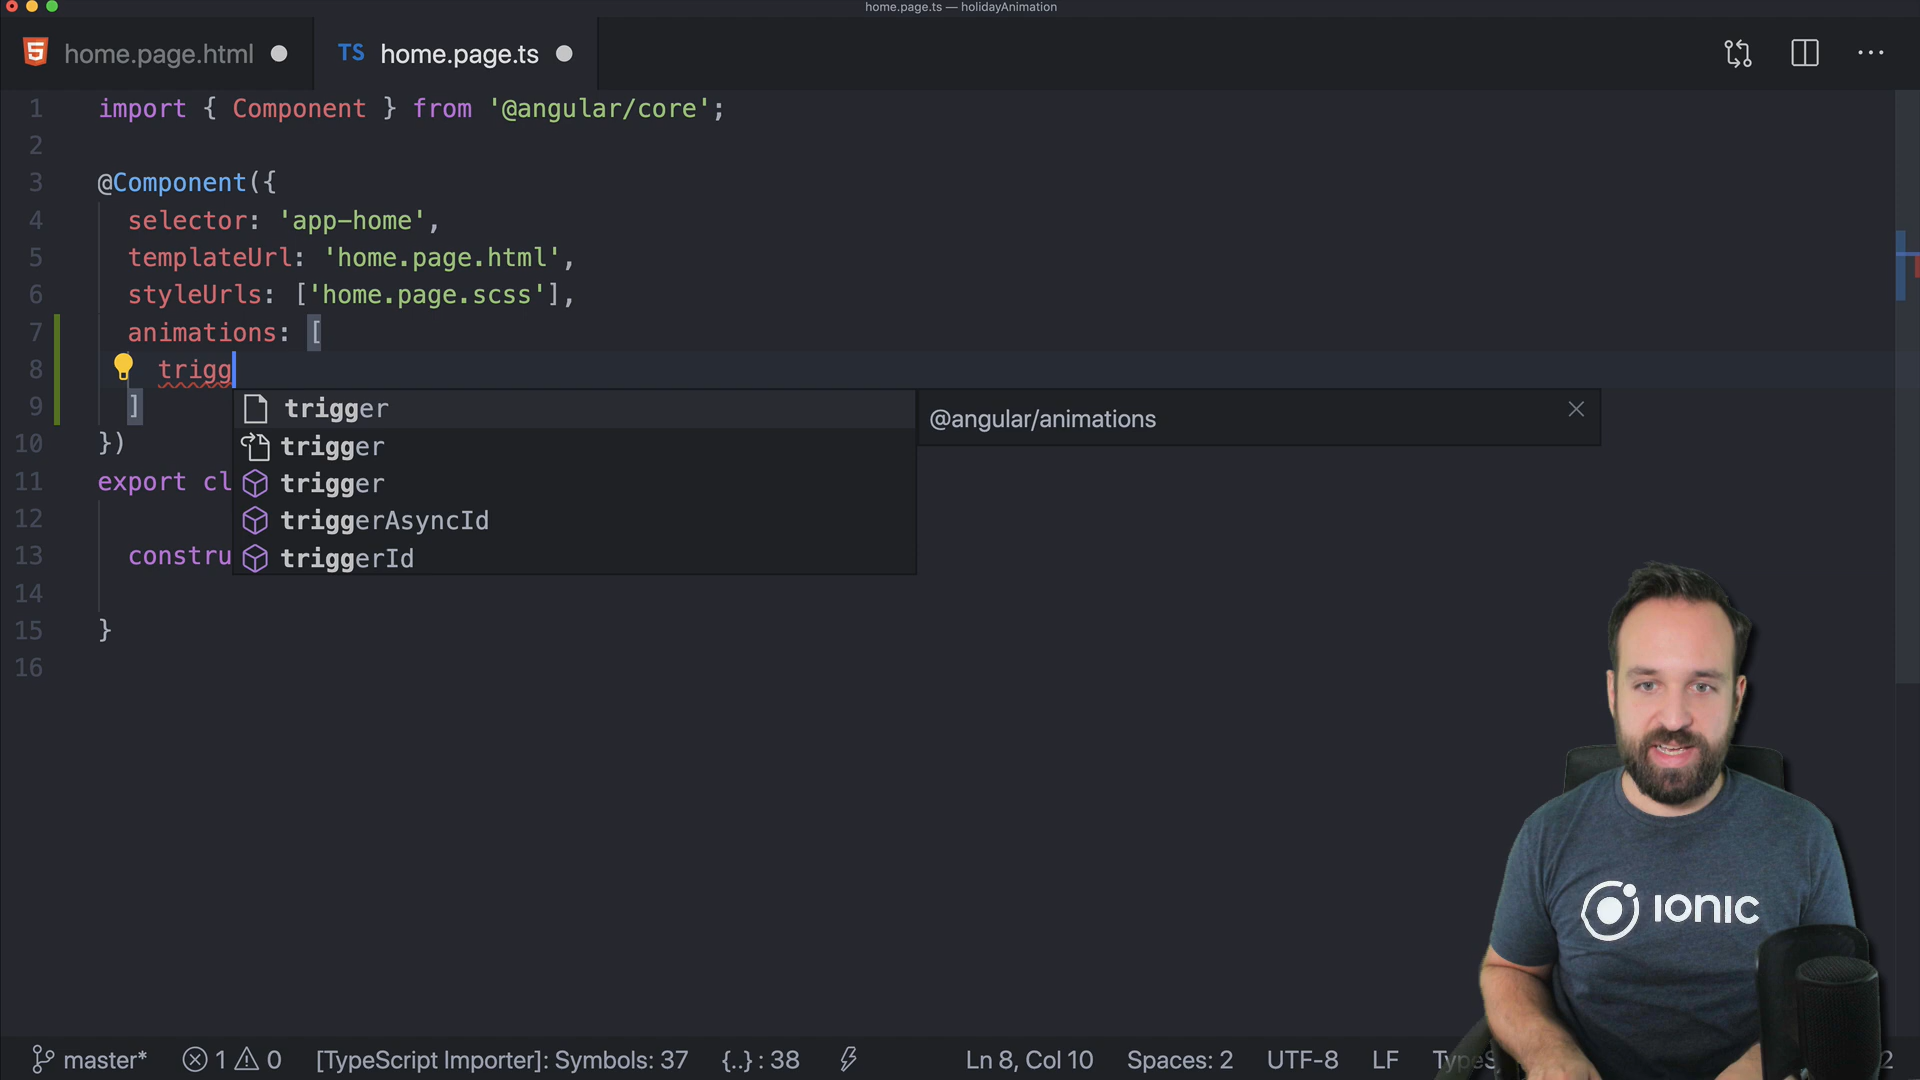 home.page.ts — holidayAnimation
home.page.html
TS home.page.ts
1 import { Component } from '@angular/core';
2
3 @Component({
4 selector: 'app-home',
5 templateUrl: 'home.page.html',
6 styleUrls: ['home.page.scss'],
7 animations: [
8 trigg
9 ]
10 })
11 export cl
12
13 constru
14
15 }
16
trigger
trigger
trigger
triggerAsyncId
triggerId
@angular/animations
IONIC
master* 1 0 [TypeScript Importer]: Symbols: 37 {..} : 38 Ln 8, Col 10 Spaces: 2 UTF-8 LF TypeS 2